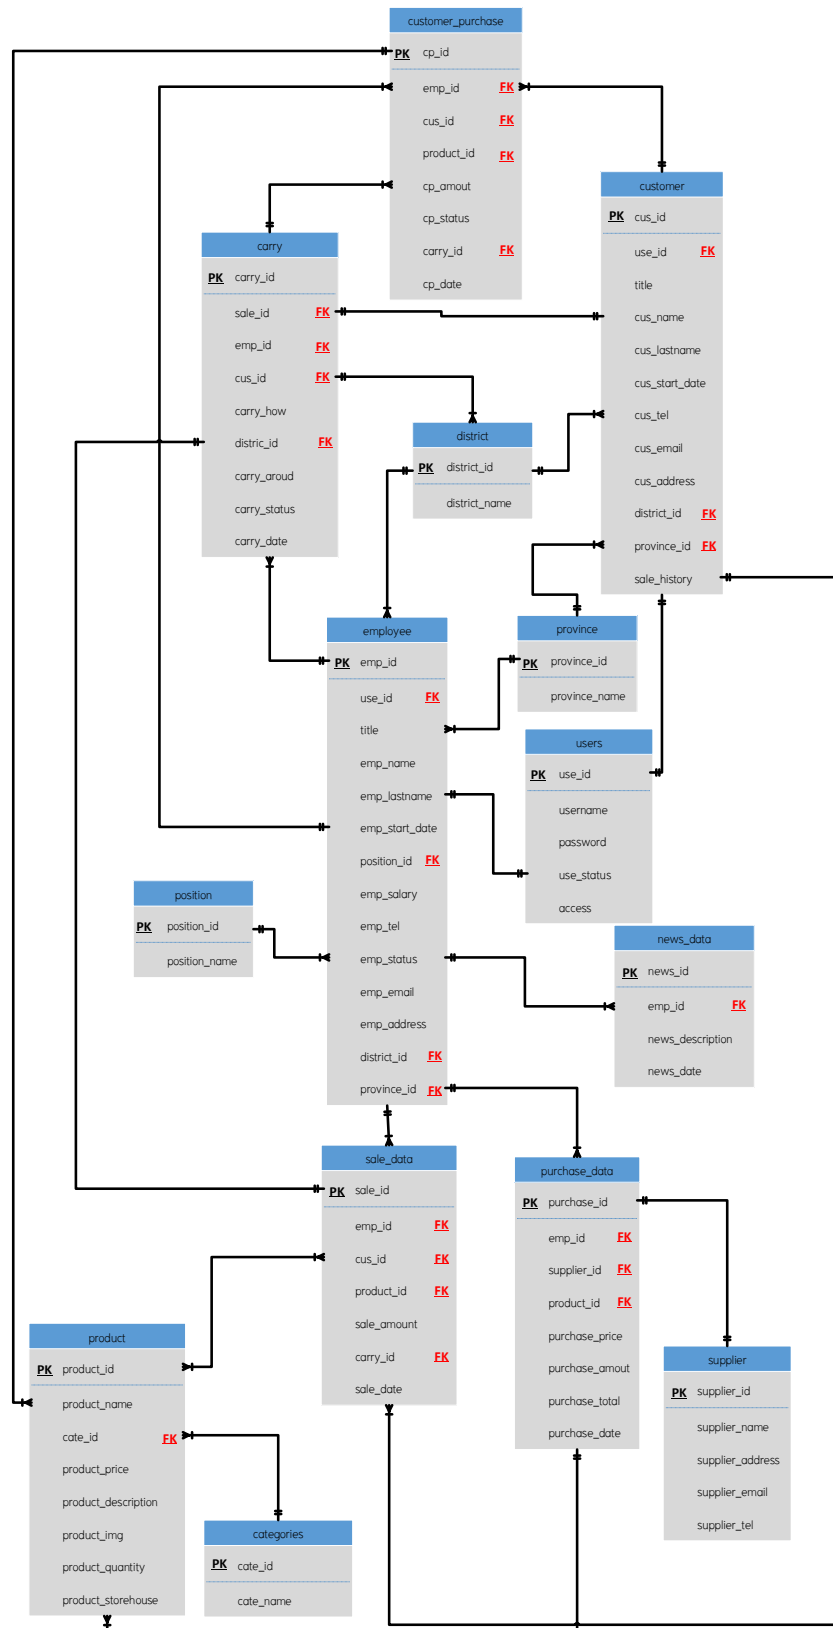 customer_purchase
PK cp_id
emp_id FK
cus_id FK
product_id FK
cp_amout
cp_status
carry_id FK
cp_date
customer
PK cus_id
use_id FK
title
cus_name
cus_lastname
cus_start_date
cus_tel
cus_email
cus_address
district_id FK
province_id FK
sale_history
carry
PK carry_id
sale_id FK
emp_id FK
cus_id FK
carry_how
distric_id FK
carry_aroud
carry_status
carry_date
district
PK district_id
district_name
employee
PK emp_id
use_id FK
title
emp_name
emp_lastname
emp_start_date
position_id FK
emp_salary
emp_tel
emp_status
emp_email
emp_address
district_id FK
province_id FK
province
PK province_id
province_name
users
PK use_id
username
password
use_status
access
position
PK position_id
position_name
news_data
PK news_id
emp_id FK
news_description
news_date
sale_data
PK sale_id
emp_id FK
cus_id FK
product_id FK
sale_amount
carry_id FK
sale_date
purchase_data
PK purchase_id
emp_id FK
supplier_id FK
product_id FK
purchase_price
purchase_amout
purchase_total
purchase_date
product
PK product_id
product_name
cate_id FK
product_price
product_description
product_img
product_quantity
product_storehouse
supplier
PK supplier_id
supplier_name
supplier_address
supplier_email
supplier_tel
categories
PK cate_id
cate_name